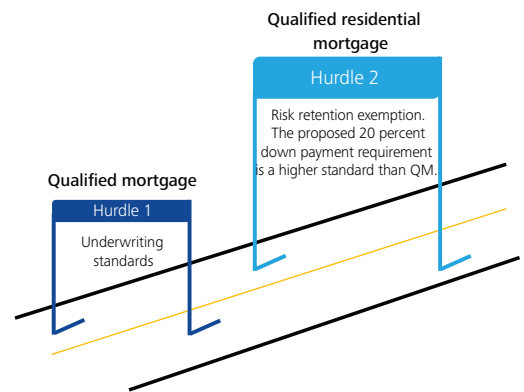 Qualified residential
mortgage
Hurdle 2
Risk retention exemption.
The proposed 20 percent
down payment requirement
is a higher standard than QM.
Qualified mortgage
Hurdle 1
Underwriting
standards